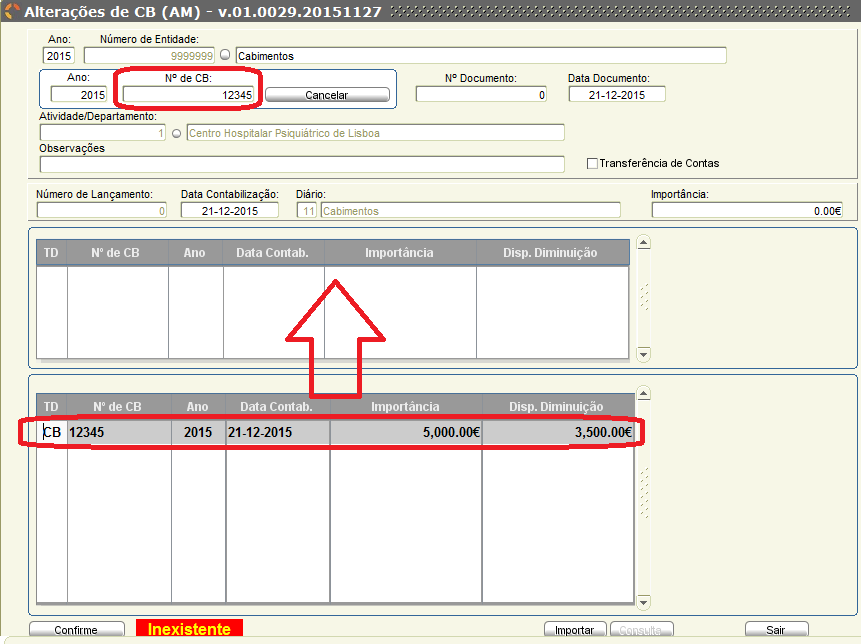 Alterações de CB (AM) - v.01.0029.20151127
Ano: Número de Entidade:
2015 9999999 Cabimentos
Ano: Nº de CB: Nº Documento: Data Documento:
2015 12345 Cancelar 0 21-12-2015
Atividade/Departamento:
1 Centro Hospitalar Psiquiátrico de Lisboa
Observações
Transferência de Contas
Número de Lançamento: Data Contabilização: Diário: Importância:
0 21-12-2015 11 Cabimentos 0.00€
TD Nº de CB Ano Data Contab. Importância Disp. Diminuição
TD Nº de CB Ano Data Contab. Importância Disp. Diminuição
CB 12345 2015 21-12-2015 5,000.00€ 3,500.00€
Confirme Inexistente Importar Consulta Sair